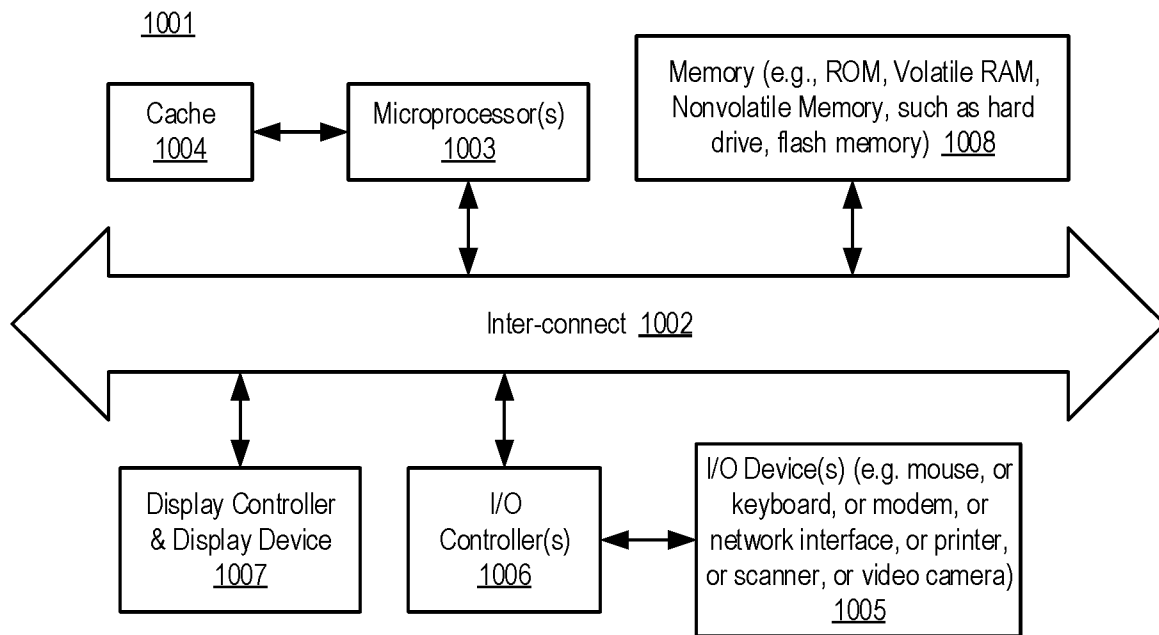 1001
Cache
1004
Microprocessor(s)
1003
Memory (e.g., ROM, Volatile RAM,
Nonvolatile Memory, such as hard
drive, flash memory) 1008
Inter-connect 1002
Display Controller
& Display Device
1007
I/O
Controller(s)
1006
I/O Device(s) (e.g. mouse, or
keyboard, or modem, or
network interface, or printer,
or scanner, or video camera)
1005